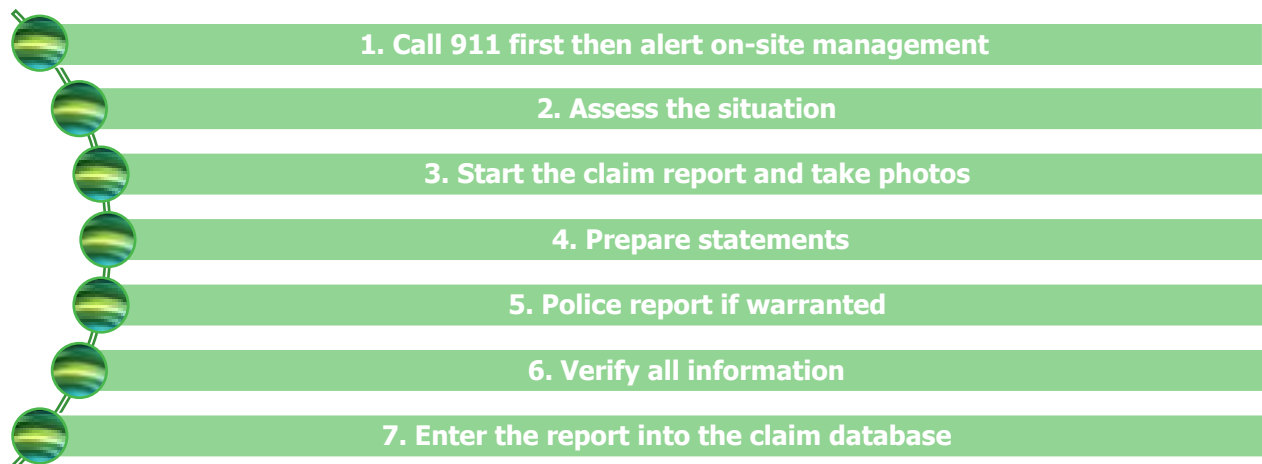 1. Call 911 first then alert on-site management
2. Assess the situation
3. Start the claim report and take photos
4. Prepare statements
5. Police report if warranted
6. Verify all information
7. Enter the report into the claim database